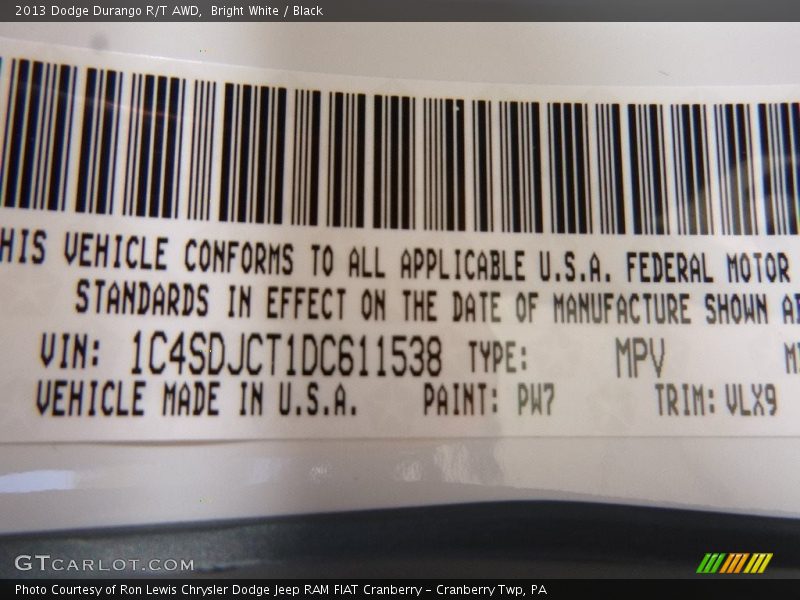 2013 Dodge Durango R/T AWD, Bright White / Black
HIS VEHICLE CONFORMS TO ALL APPLICABLE U.S.A. FEDERAL MOTOR
STANDARDS IN EFFECT ON THE DATE OF MANUFACTURE SHOWN
VIN: 1C4SDJCT1DC611538 TYPE: MPV
VEHICLE MADE IN U.S.A. PAINT: PW7 TRIM: VLX9
GTCARLOT.COM
Photo Courtesy of Ron Lewis Chrysler Dodge Jeep RAM FIAT Cranberry – Cranberry Twp, PA